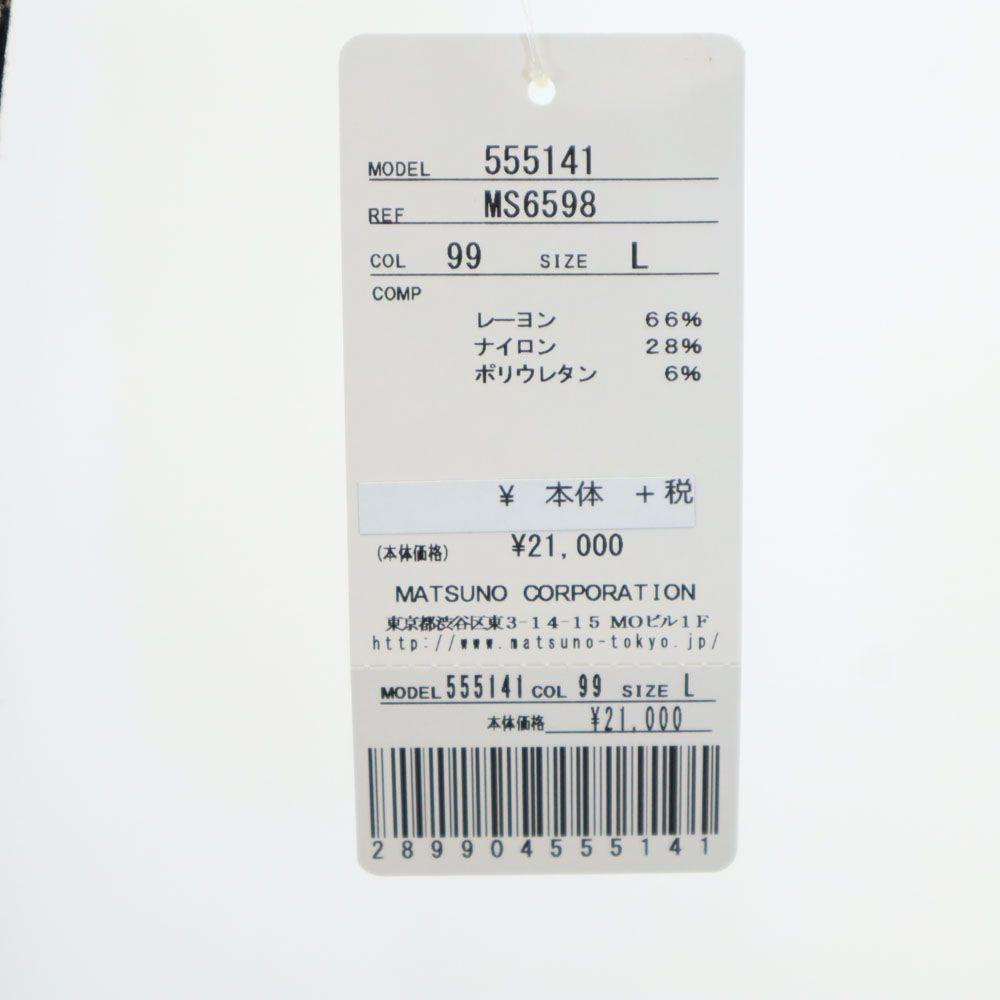 MODEL 555141
REF MS6598
COL 99 SIZE L
COMP
レーヨン 66%
ナイロン 28%
ポリウレタン 6%
¥ 本体 +税
(本体価格) ¥21,000
MATSUNO CORPORATION
東京都渋谷区東3-14-15 MOビル1F
http://www.matsuno-tokyo.jp/
MODEL 555141 COL 99 SIZE L
本体価格 ¥21,000
289904555141